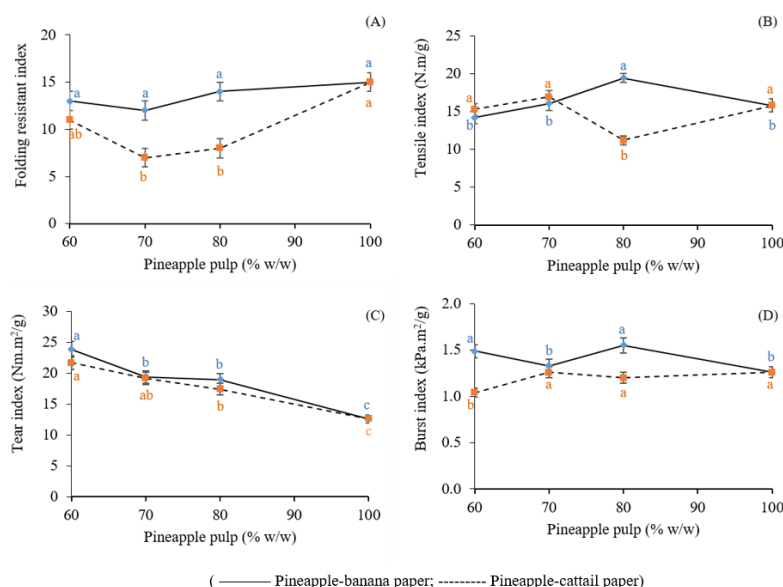 (A)
Folding resistant index
20
15
10
5
0
a
a
a
a
ab
b
b
a
60
70
80
90
100
Pineapple pulp (% w/w)
(B)
Tensile index (N.m/g)
25
20
15
10
5
0
a
a
a
a
b
b
b
b
60
70
80
90
100
Pineapple pulp (% w/w)
(C)
Tear index (Nm.m²/g)
30
25
20
15
10
5
0
a
b
b
c
a
ab
b
c
60
70
80
90
100
Pineapple pulp (% w/w)
(D)
Burst index (kPa.m²/g)
2.0
1.5
1.0
0.5
0.0
a
b
a
b
b
a
a
a
60
70
80
90
100
Pineapple pulp (% w/w)
( Pineapple-banana paper; Pineapple-cattail paper)